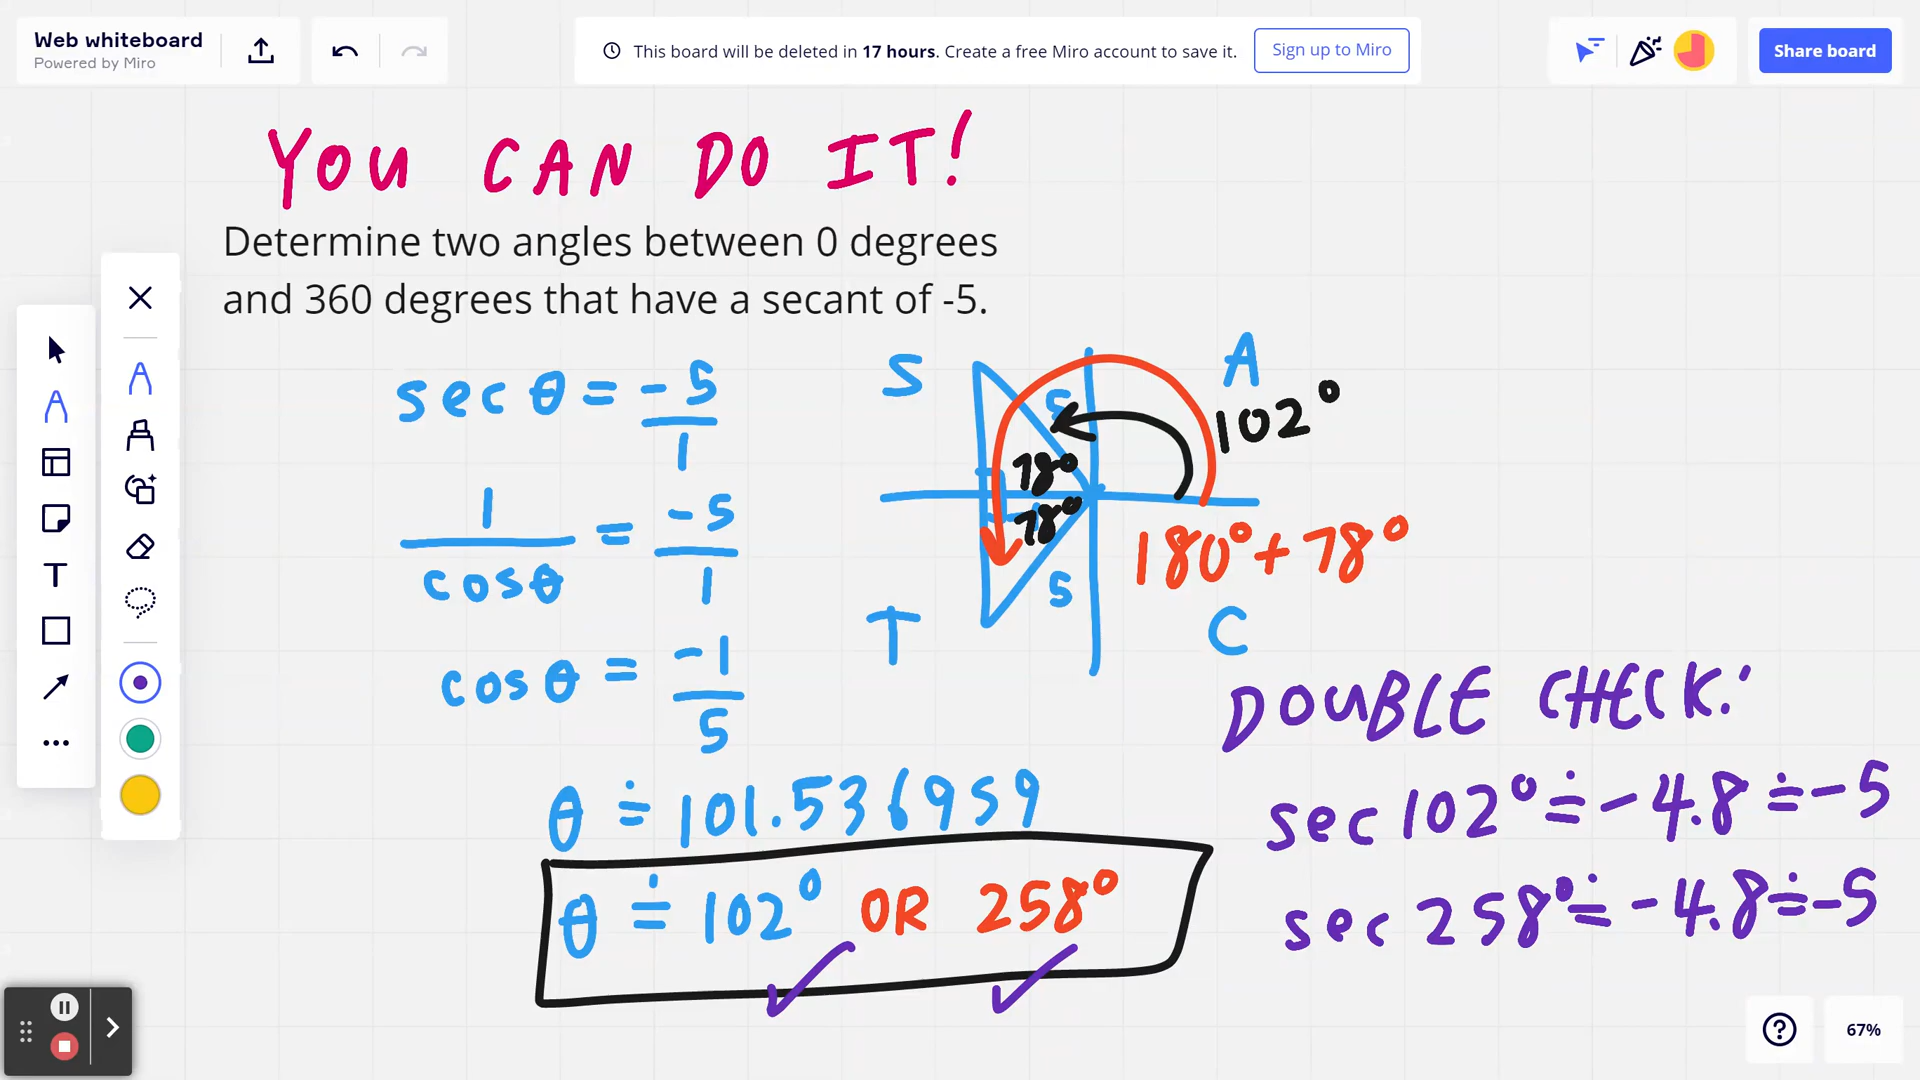 Web whiteboard
Powered by Miro
This board will be deleted in 17 hours. Create a free Miro account to save it.
Sign up to Miro
Share board
YOU CAN DO IT!
Determine two angles between 0 degrees
and 360 degrees that have a secant of -5.
sec θ = -5/1
1/cosθ = -5/1
cos θ = -1/5
θ ≐ 101.536959
θ ≐ 102° OR 258°
S
A
T
C
5
102°
78°
78°
5
180°+78°
DOUBLE CHECK:
sec 102° ≐ -4.8 ≐ -5
sec 258° ≐ -4.8 ≐ -5
T
?
67%